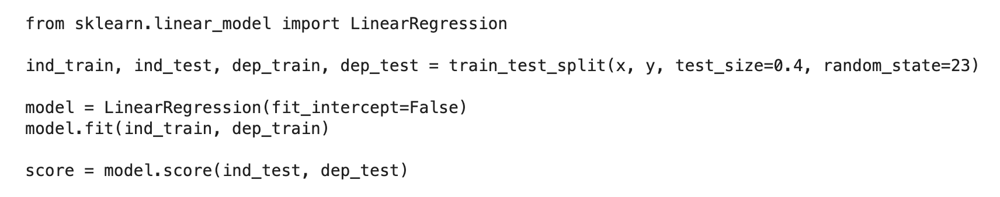 from sklearn.linear_model import LinearRegression
ind_train, ind_test, dep_train, dep_test = train_test_split(x, y, test_size=0.4, random_state=23)
model = LinearRegression(fit_intercept=False)
model.fit(ind_train, dep_train)
score = model.score(ind_test, dep_test)